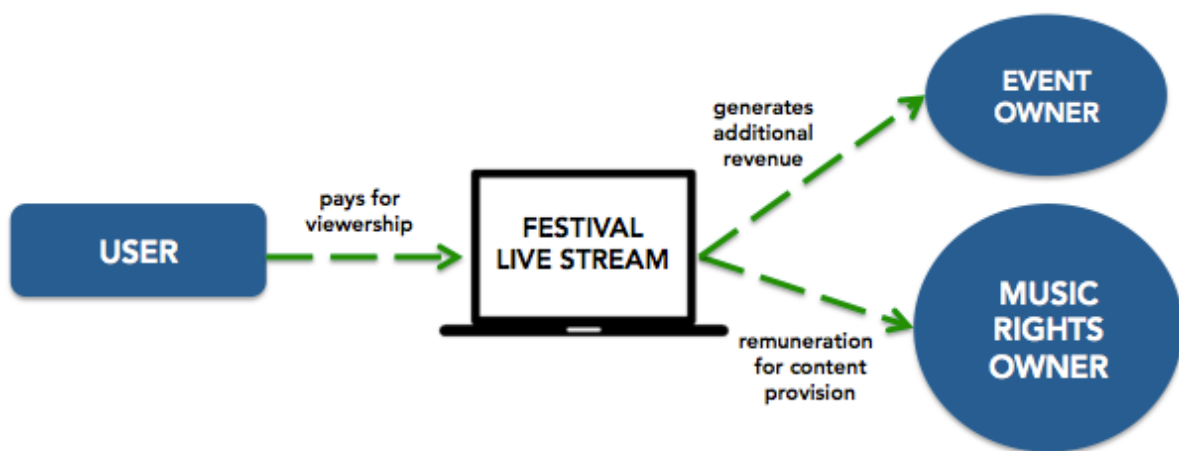 USER
pays for
viewership
FESTIVAL
LIVE STREAM
generates
additional
revenue
EVENT
OWNER
remuneration
for content
provision
MUSIC
RIGHTS
OWNER